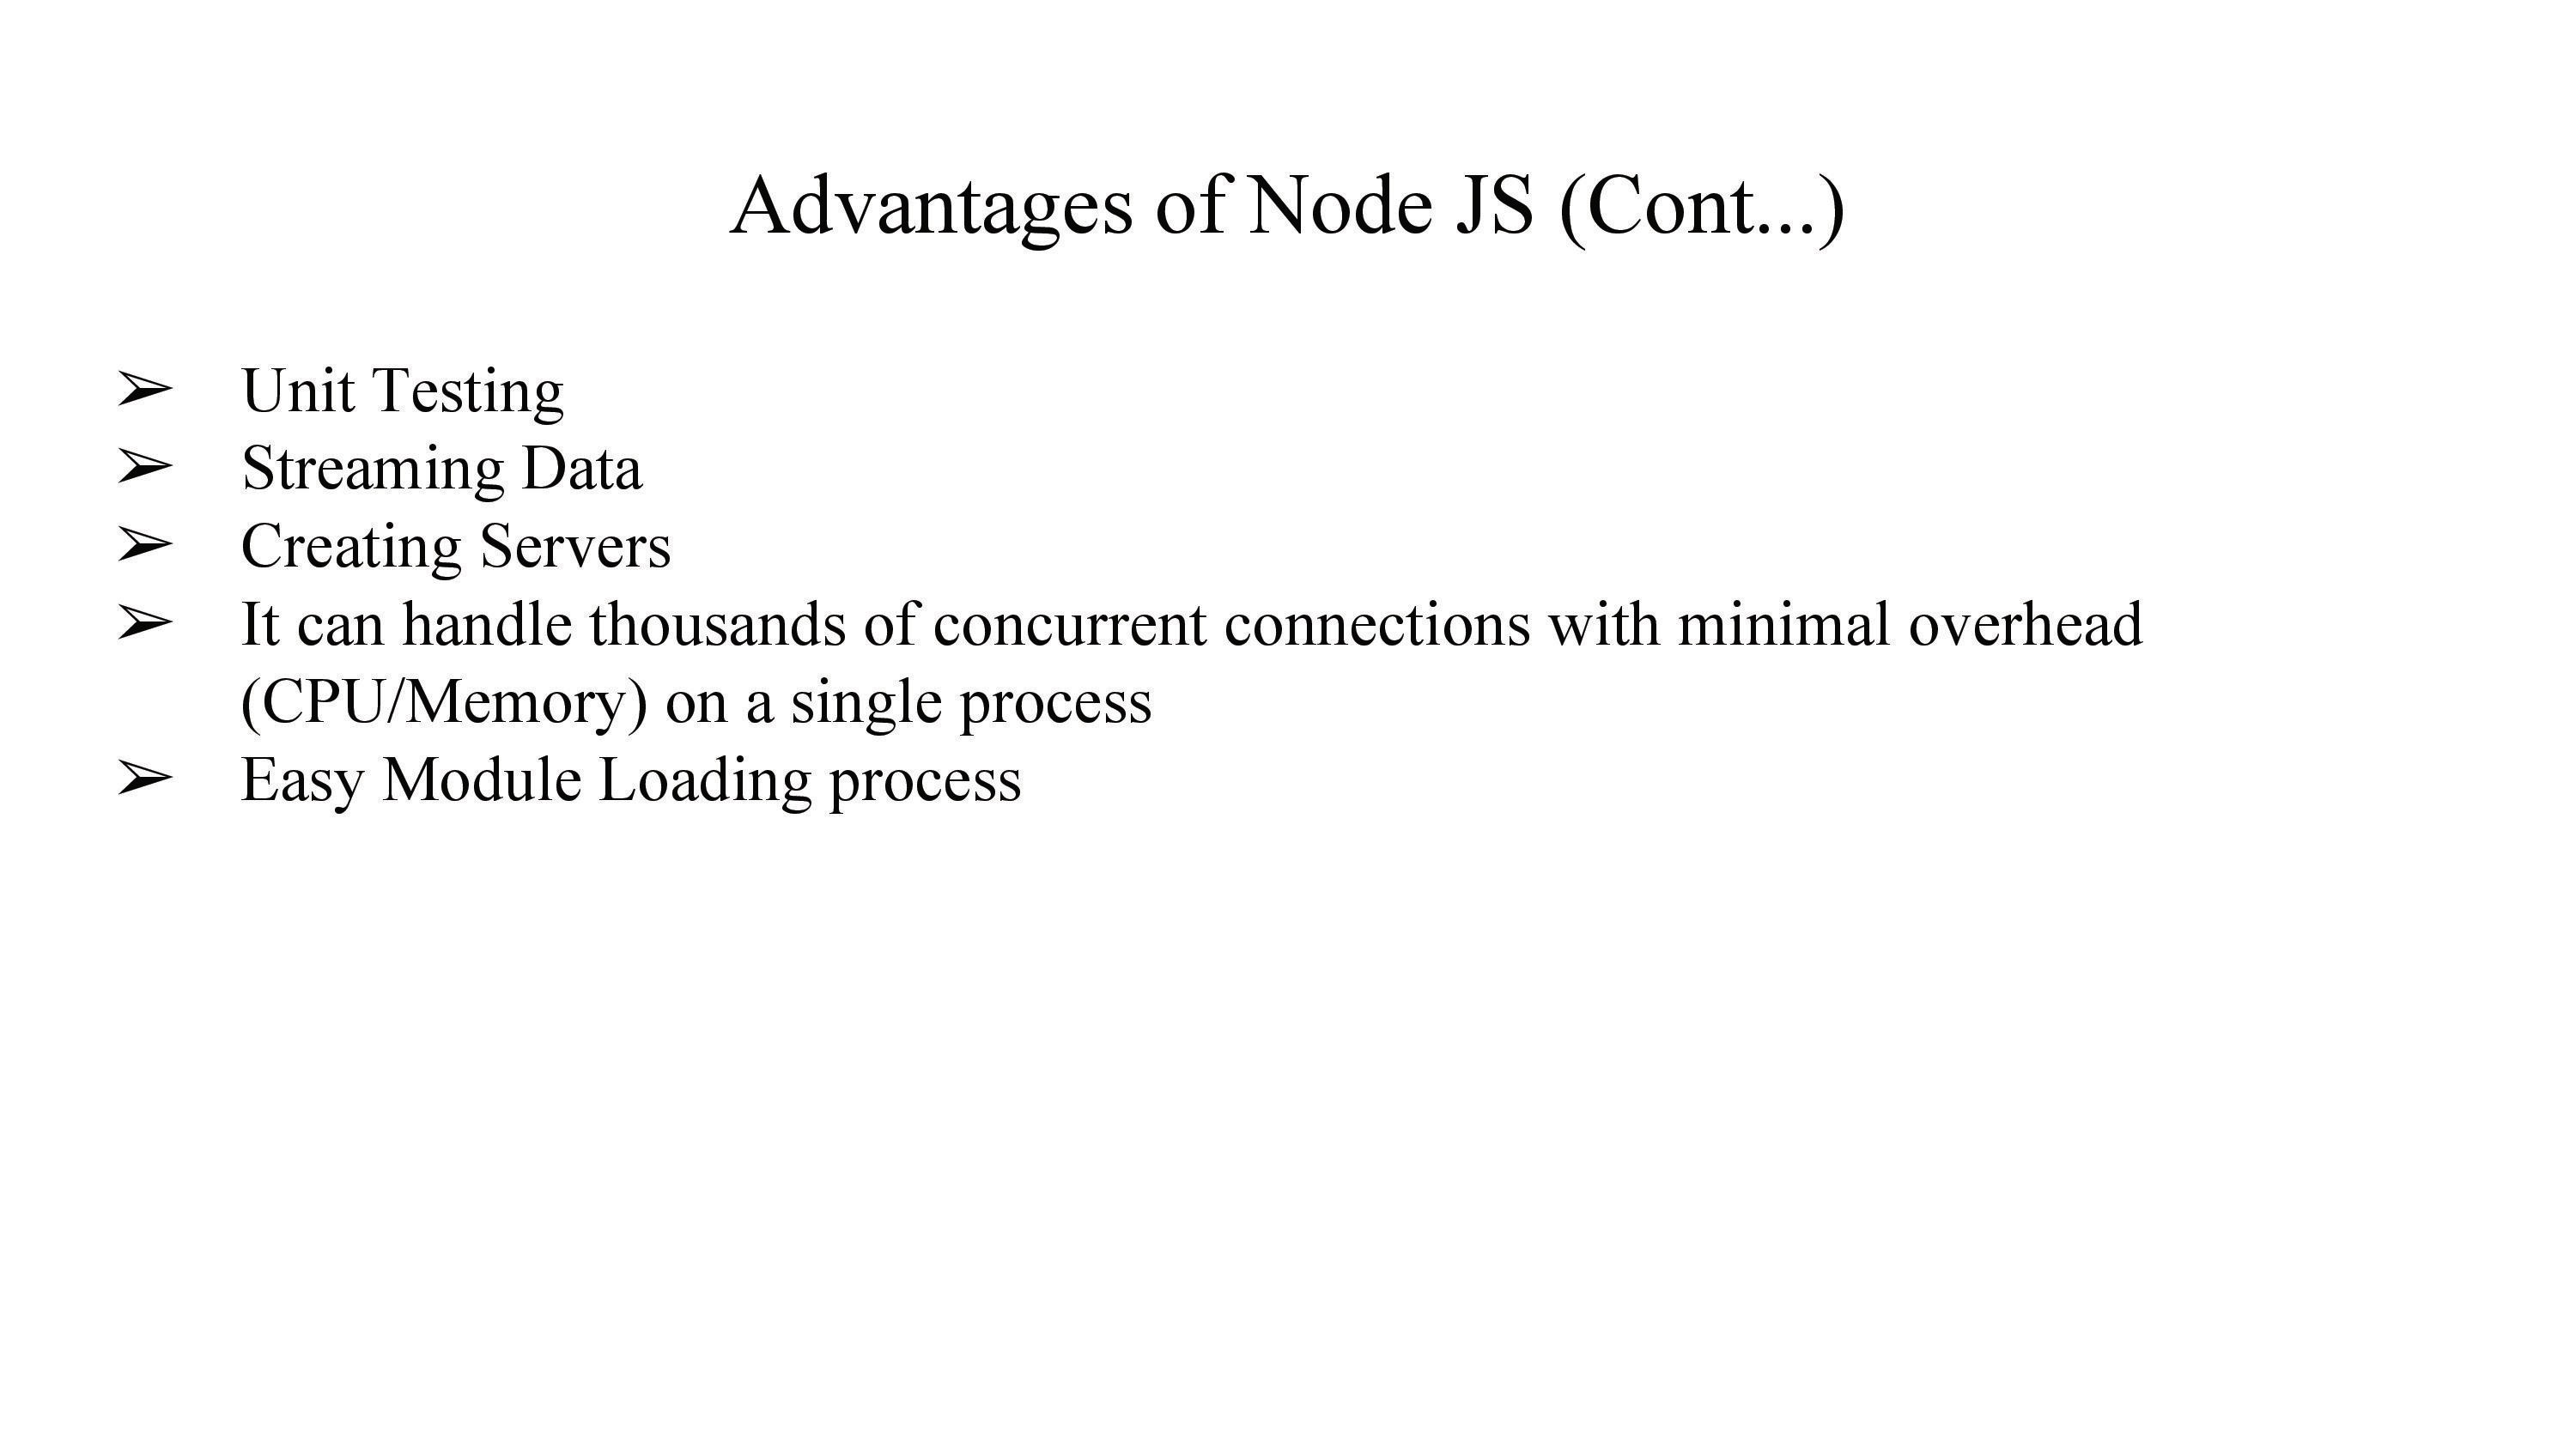 Advantages of Node JS (Cont...)
➢ Unit Testing
➢ Streaming Data
➢ Creating Servers
➢ It can handle thousands of concurrent connections with minimal overhead
(CPU/Memory) on a single process
➢ Easy Module Loading process